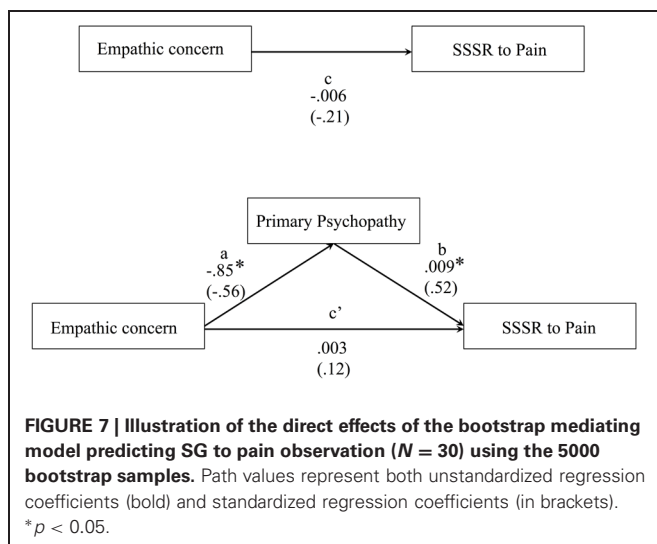 Empathic concern
SSSR to Pain
c
-.006
(-.21)
Primary Psychopathy
a
-.85*
(-.56)
b
.009*
(.52)
Empathic concern
c’
SSSR to Pain
.003
(.12)
FIGURE 7 | Illustration of the direct effects of the bootstrap mediating
model predicting SG to pain observation (N = 30) using the 5000
bootstrap samples. Path values represent both unstandardized regression
coefficients (bold) and standardized regression coefficients (in brackets).
*p < 0.05.